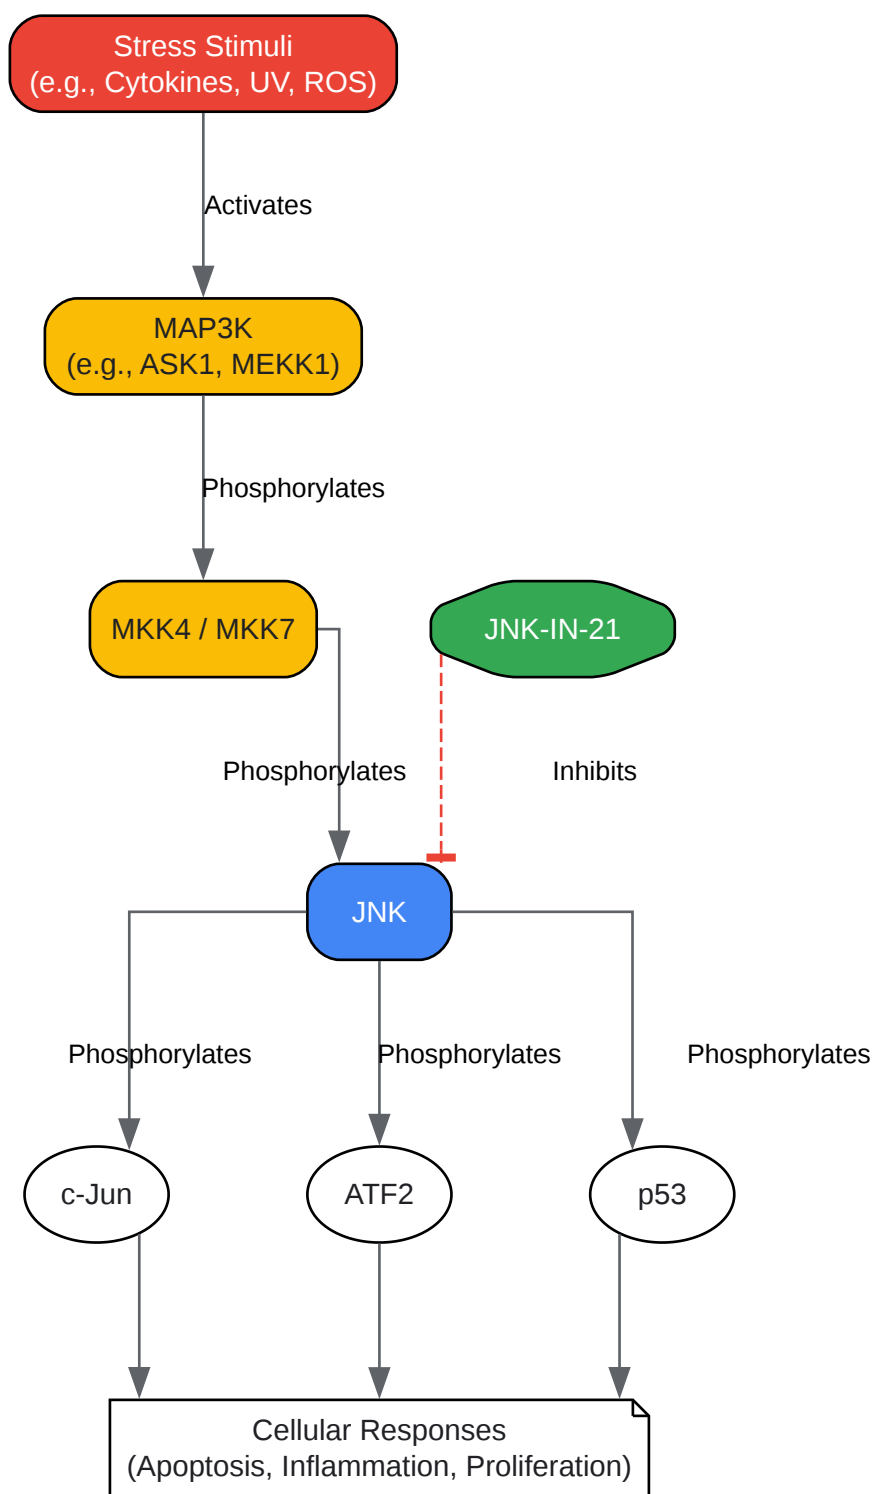 Stress Stimuli
(e.g., Cytokines, UV, ROS)
Activates
MAP3K
(e.g., ASK1, MEKK1)
Phosphorylates
MKK4 / MKK7
JNK-IN-21
Phosphorylates
Inhibits
JNK
Phosphorylates
Phosphorylates
Phosphorylates
c-Jun
ATF2
p53
Cellular Responses
(Apoptosis, Inflammation, Proliferation)